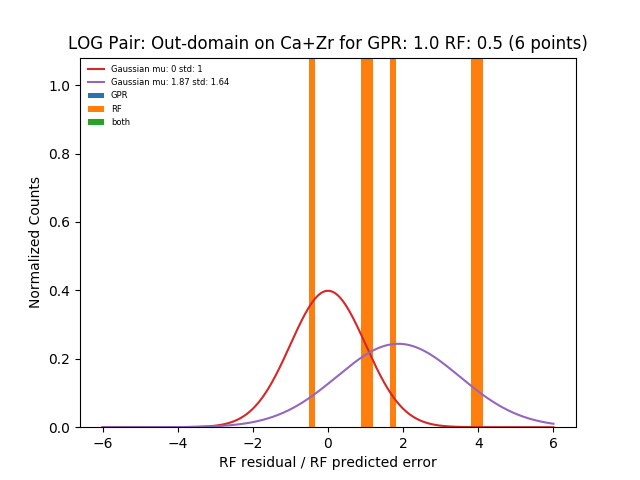 LOG Pair: Out-domain on Ca+Zr for GPR: 1.0 RF: 0.5 (6 points)
Gaussian mu: 0 std: 1
Gaussian mu: 1.87 std: 1.64
GPR
RF
both
1.0
0.8
0.6
0.4
0.2
0.0
Normalized Counts
−6
−4
−2
0
2
4
6
RF residual / RF predicted error